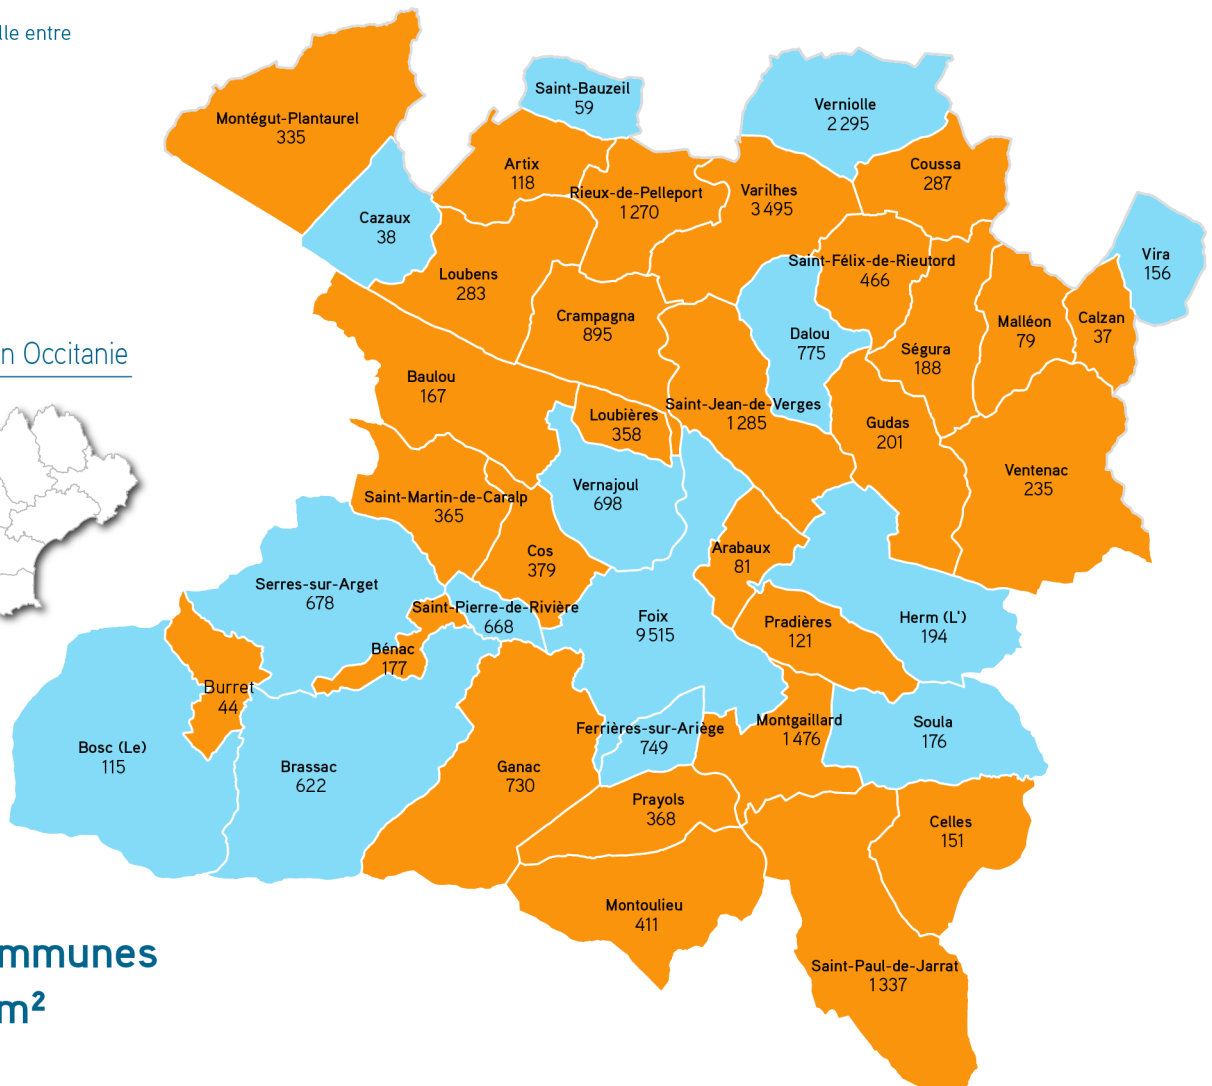 lle entre
Montégut-Plantaurel
335
Saint-Bauzeil
59
Verniolle
2 295
Artix
118
Rieux-de-Pelleport
1 270
Varilhes
3 495
Coussa
287
Cazaux
38
Loubens
283
Saint-Félix-de-Rieutord
466
Vira
156
Crampagna
895
Dalou
775
Ségura
188
Malléon
79
Calzan
37
n Occitanie
Baulou
167
Loubières
358
Saint-Jean-de-Verges
1 285
Gudas
201
Ventenac
235
Saint-Martin-de-Caralp
365
Vernajoul
698
Cos
379
Arabaux
81
Serres-sur-Arget
678
Saint-Pierre-de-Rivière
668
Foix
9 515
Pradières
121
Herm (L')
194
Bénac
177
Burret
44
Bosc (Le)
115
Brassac
622
Ganac
730
Ferrières-sur-Ariège
749
Montgaillard
1 476
Soula
176
Prayols
368
Celles
151
Montoulieu
411
Saint-Paul-de-Jarrat
1 337
mmunes
m²